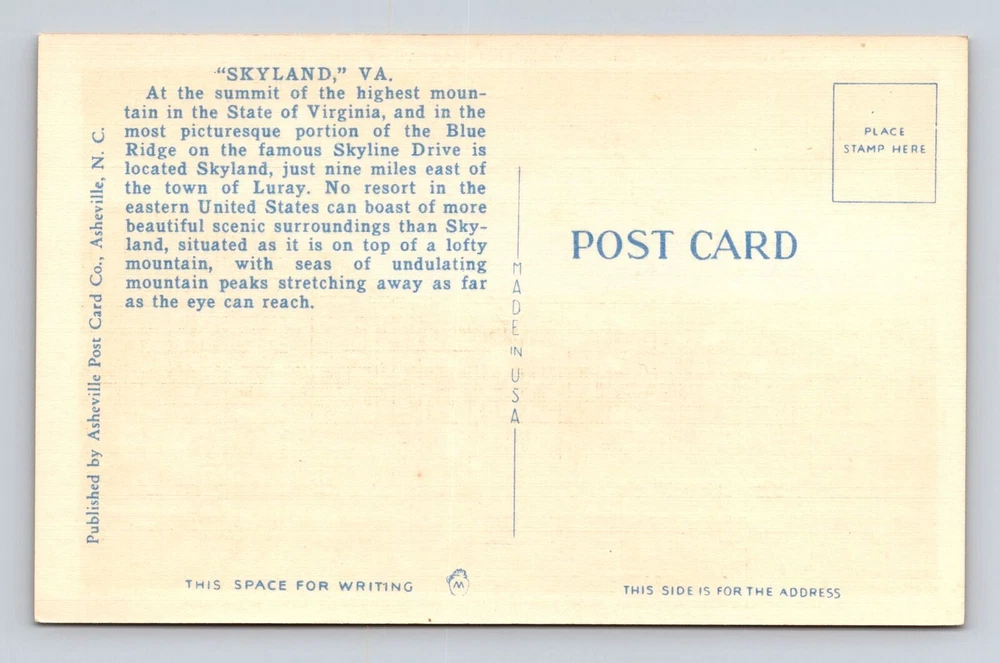 "SKYLAND," VA.
At the summit of the highest moun-
tain in the State of Virginia, and in the
most picturesque portion of the Blue
Ridge on the famous Skyline Drive is
located Skyland, just nine miles east of
the town of Luray. No resort in the
eastern United States can boast of more
beautiful scenic surroundings than Sky-
land, situated as it is on top of a lofty
mountain, with seas of undulating
mountain peaks stretching away as far
as the eye can reach.
Published by Asheville Post Card Co., Asheville, N. C.
THIS SPACE FOR WRITING
M
MADE IN USA
PLACE
STAMP HERE
POST CARD
THIS SIDE IS FOR THE ADDRESS